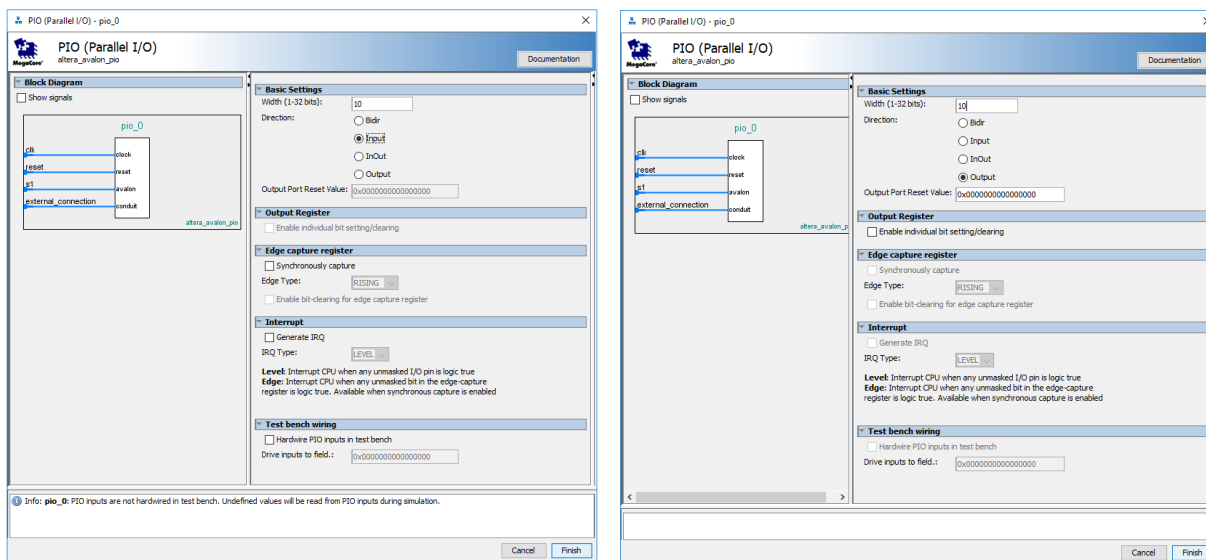 PIO (Parallel I/O) - pio_0
PIO (Parallel I/O)
altera_avalon_pio
MegaCore'
Documentation
Block Diagram
Show signals
pio_0
clk
clock
reset
reset
s1
avalon
external_connection
conduit
altera_avalon_pio
Basic Settings
Width (1-32 bits): 10
Direction:
Bidir
Input
InOut
Output
Output Port Reset Value: 0x0000000000000000
Output Register
Enable individual bit setting/clearing
Edge capture register
Synchronously capture
Edge Type: RISING
Enable bit-clearing for edge capture register
Interrupt
Generate IRQ
IRQ Type: LEVEL
Level: Interrupt CPU when any unmasked I/O pin is logic true
Edge: Interrupt CPU when any unmasked bit in the edge-capture
register is logic true. Available when synchronous capture is enabled
Test bench wiring
Hardwire PIO inputs in test bench
Drive inputs to field.: 0x0000000000000000
Info: pio_0: PIO inputs are not hardwired in test bench. Undefined values will be read from PIO inputs during simulation.
Cancel
Finish
PIO (Parallel I/O) - pio_0
PIO (Parallel I/O)
altera_avalon_pio
MegaCore'
Documentation
Block Diagram
Show signals
pio_0
clk
clock
reset
reset
s1
avalon
external_connection
conduit
altera_avalon_p
Basic Settings
Width (1-32 bits): 10
Direction:
Bidir
Input
InOut
Output
Output Port Reset Value: 0x0000000000000000
Output Register
Enable individual bit setting/clearing
Edge capture register
Synchronously capture
Edge Type: RISING
Enable bit-clearing for edge capture register
Interrupt
Generate IRQ
IRQ Type: LEVEL
Level: Interrupt CPU when any unmasked I/O pin is logic true
Edge: Interrupt CPU when any unmasked bit in the edge-capture
register is logic true. Available when synchronous capture is enabled
Test bench wiring
Hardwire PIO inputs in test bench
Drive inputs to field.: 0x0000000000000000
Cancel
Finish